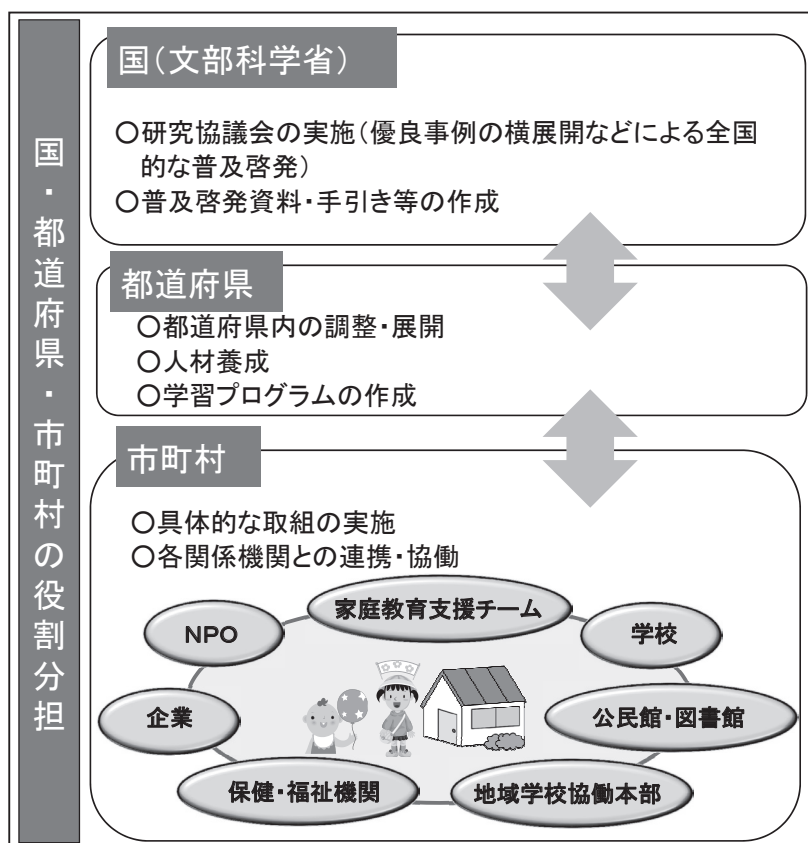 国・都道府県・市町村の役割分担
国(文部科学省)
○研究協議会の実施(優良事例の横展開などによる全国
的な普及啓発)
○普及啓発資料・手引き等の作成
都道府県
○都道府県内の調整・展開
○人材養成
○学習プログラムの作成
市町村
○具体的な取組の実施
○各関係機関との連携・協働
家庭教育支援チーム
NPO
学校
企業
公民館・図書館
保健・福祉機関
地域学校協働本部